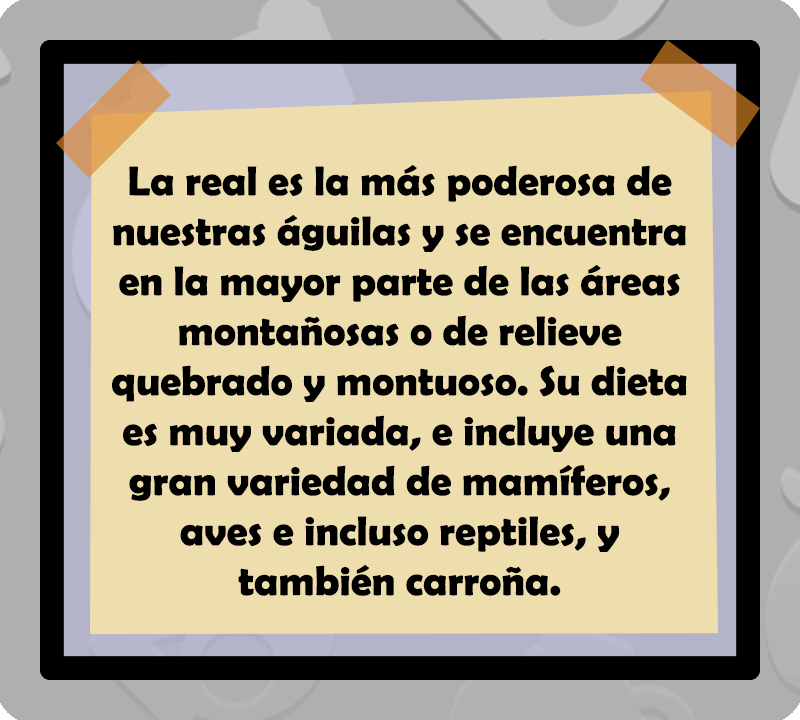 La real es la más poderosa de
nuestras águilas y se encuentra
en la mayor parte de las áreas
montañosas o de relieve
quebrado y montuoso. Su dieta
es muy variada, e incluye una
gran variedad de mamíferos,
aves e incluso reptiles, y
también carroña.